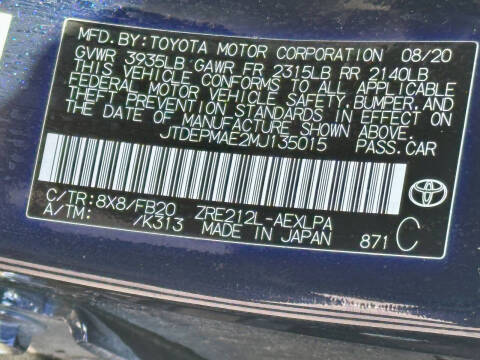 MFD. BY: TOYOTA MOTOR CORPORATION 08/20
GVWR 3935LB GAWR FR 2315LB RR 2140LB
THIS VEHICLE CONFORMS TO ALL APPLICABLE
FEDERAL MOTOR VEHICLE SAFETY, BUMPER, AND
THEFT PREVENTION STANDARDS IN EFFECT ON
THE DATE OF MANUFACTURE SHOWN ABOVE.
JTDEPMAE2MJ135015 PASS.CAR
C/TR: 8X8/FB20 ZRE212L-AEXLPA
A/TM: /K313 MADE IN JAPAN 871 C
TOYOTA